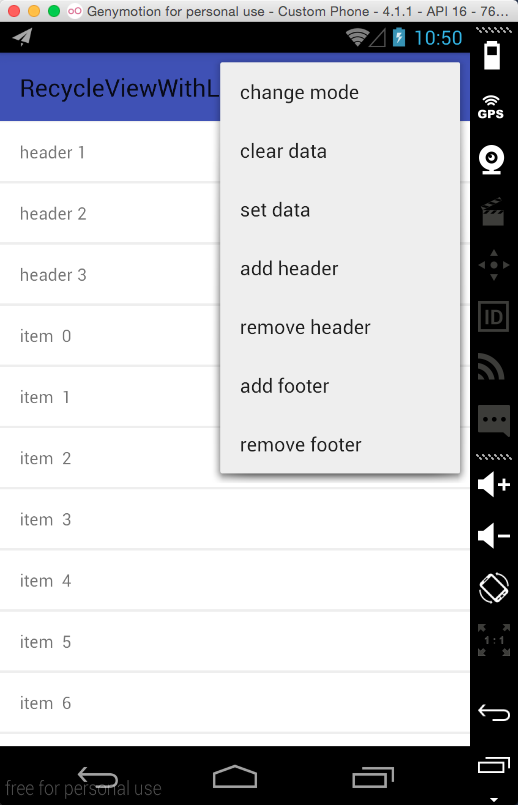 Genymotion for personal use - Custom Phone - 4.1.1 - API 16 - 76...
10:50
RecycleViewWithL
change mode
clear data
set data
add header
remove header
add footer
remove footer
header 1
header 2
header 3
item 0
item 1
item 2
item 3
item 4
item 5
item 6
free for personal use
GPS
ID
1:1